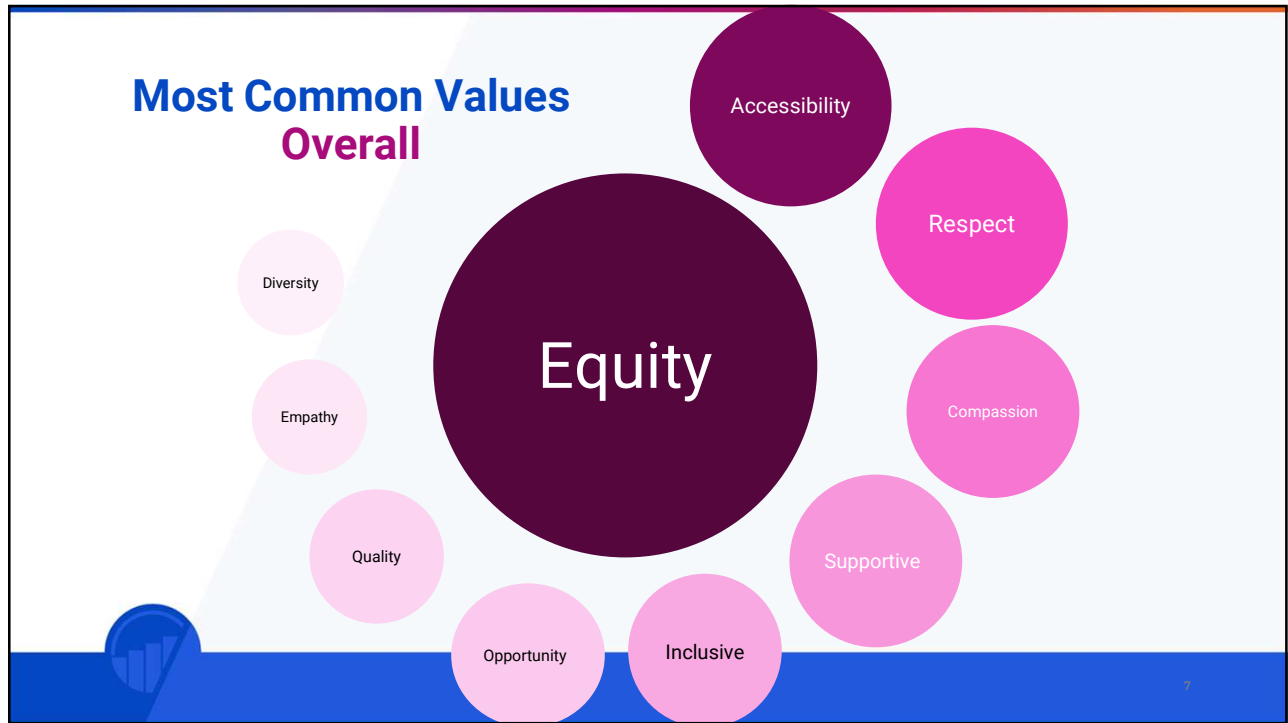 Most Common Values
Overall
Accessibility
Respect
Equity
Diversity
Compassion
Empathy
Quality
Supportive
Opportunity
Inclusive
7